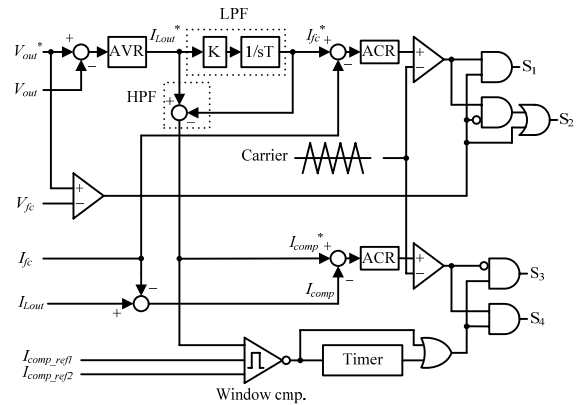 LPF
V_out* + − AVR I_Lout* K 1/sT I_fc* + − ACR + − S_1
V_out
HPF + −
S_2
Carrier
V_fc + −
I_fc
I_comp* + − ACR + − S_3
I_Lout + − I_comp
S_4
I_comp_ref1
I_comp_ref2
Timer
Window cmp.